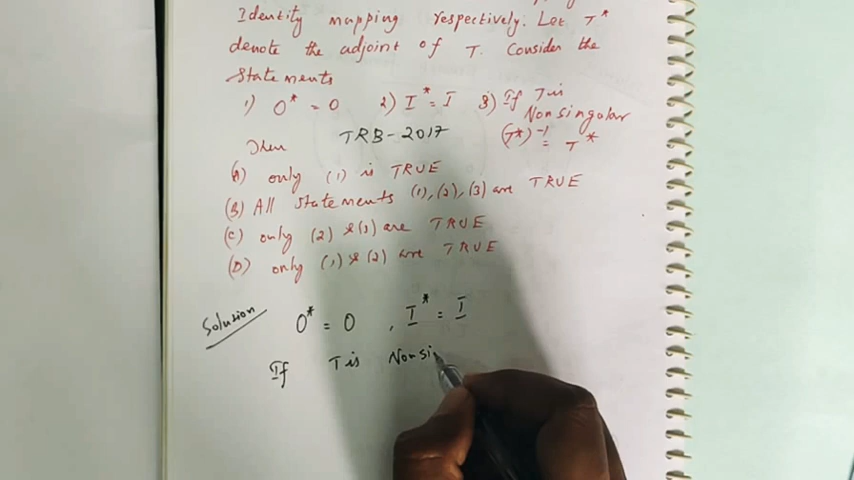 Identity mapping respectively. Let T*
denote the adjoint of T. Consider the
Statements
1) O* = O 2) I* = I 3) If T is
Nonsingular
(T*)⁻¹ = T*
Then TRB-2017
(A) only (1) is TRUE
(B) All statements (1), (2), (3) are TRUE
(C) only (2) & (3) are TRUE
(D) only (1) & (2) are TRUE
Solution O* = O , I* = I
If T is Nonsi